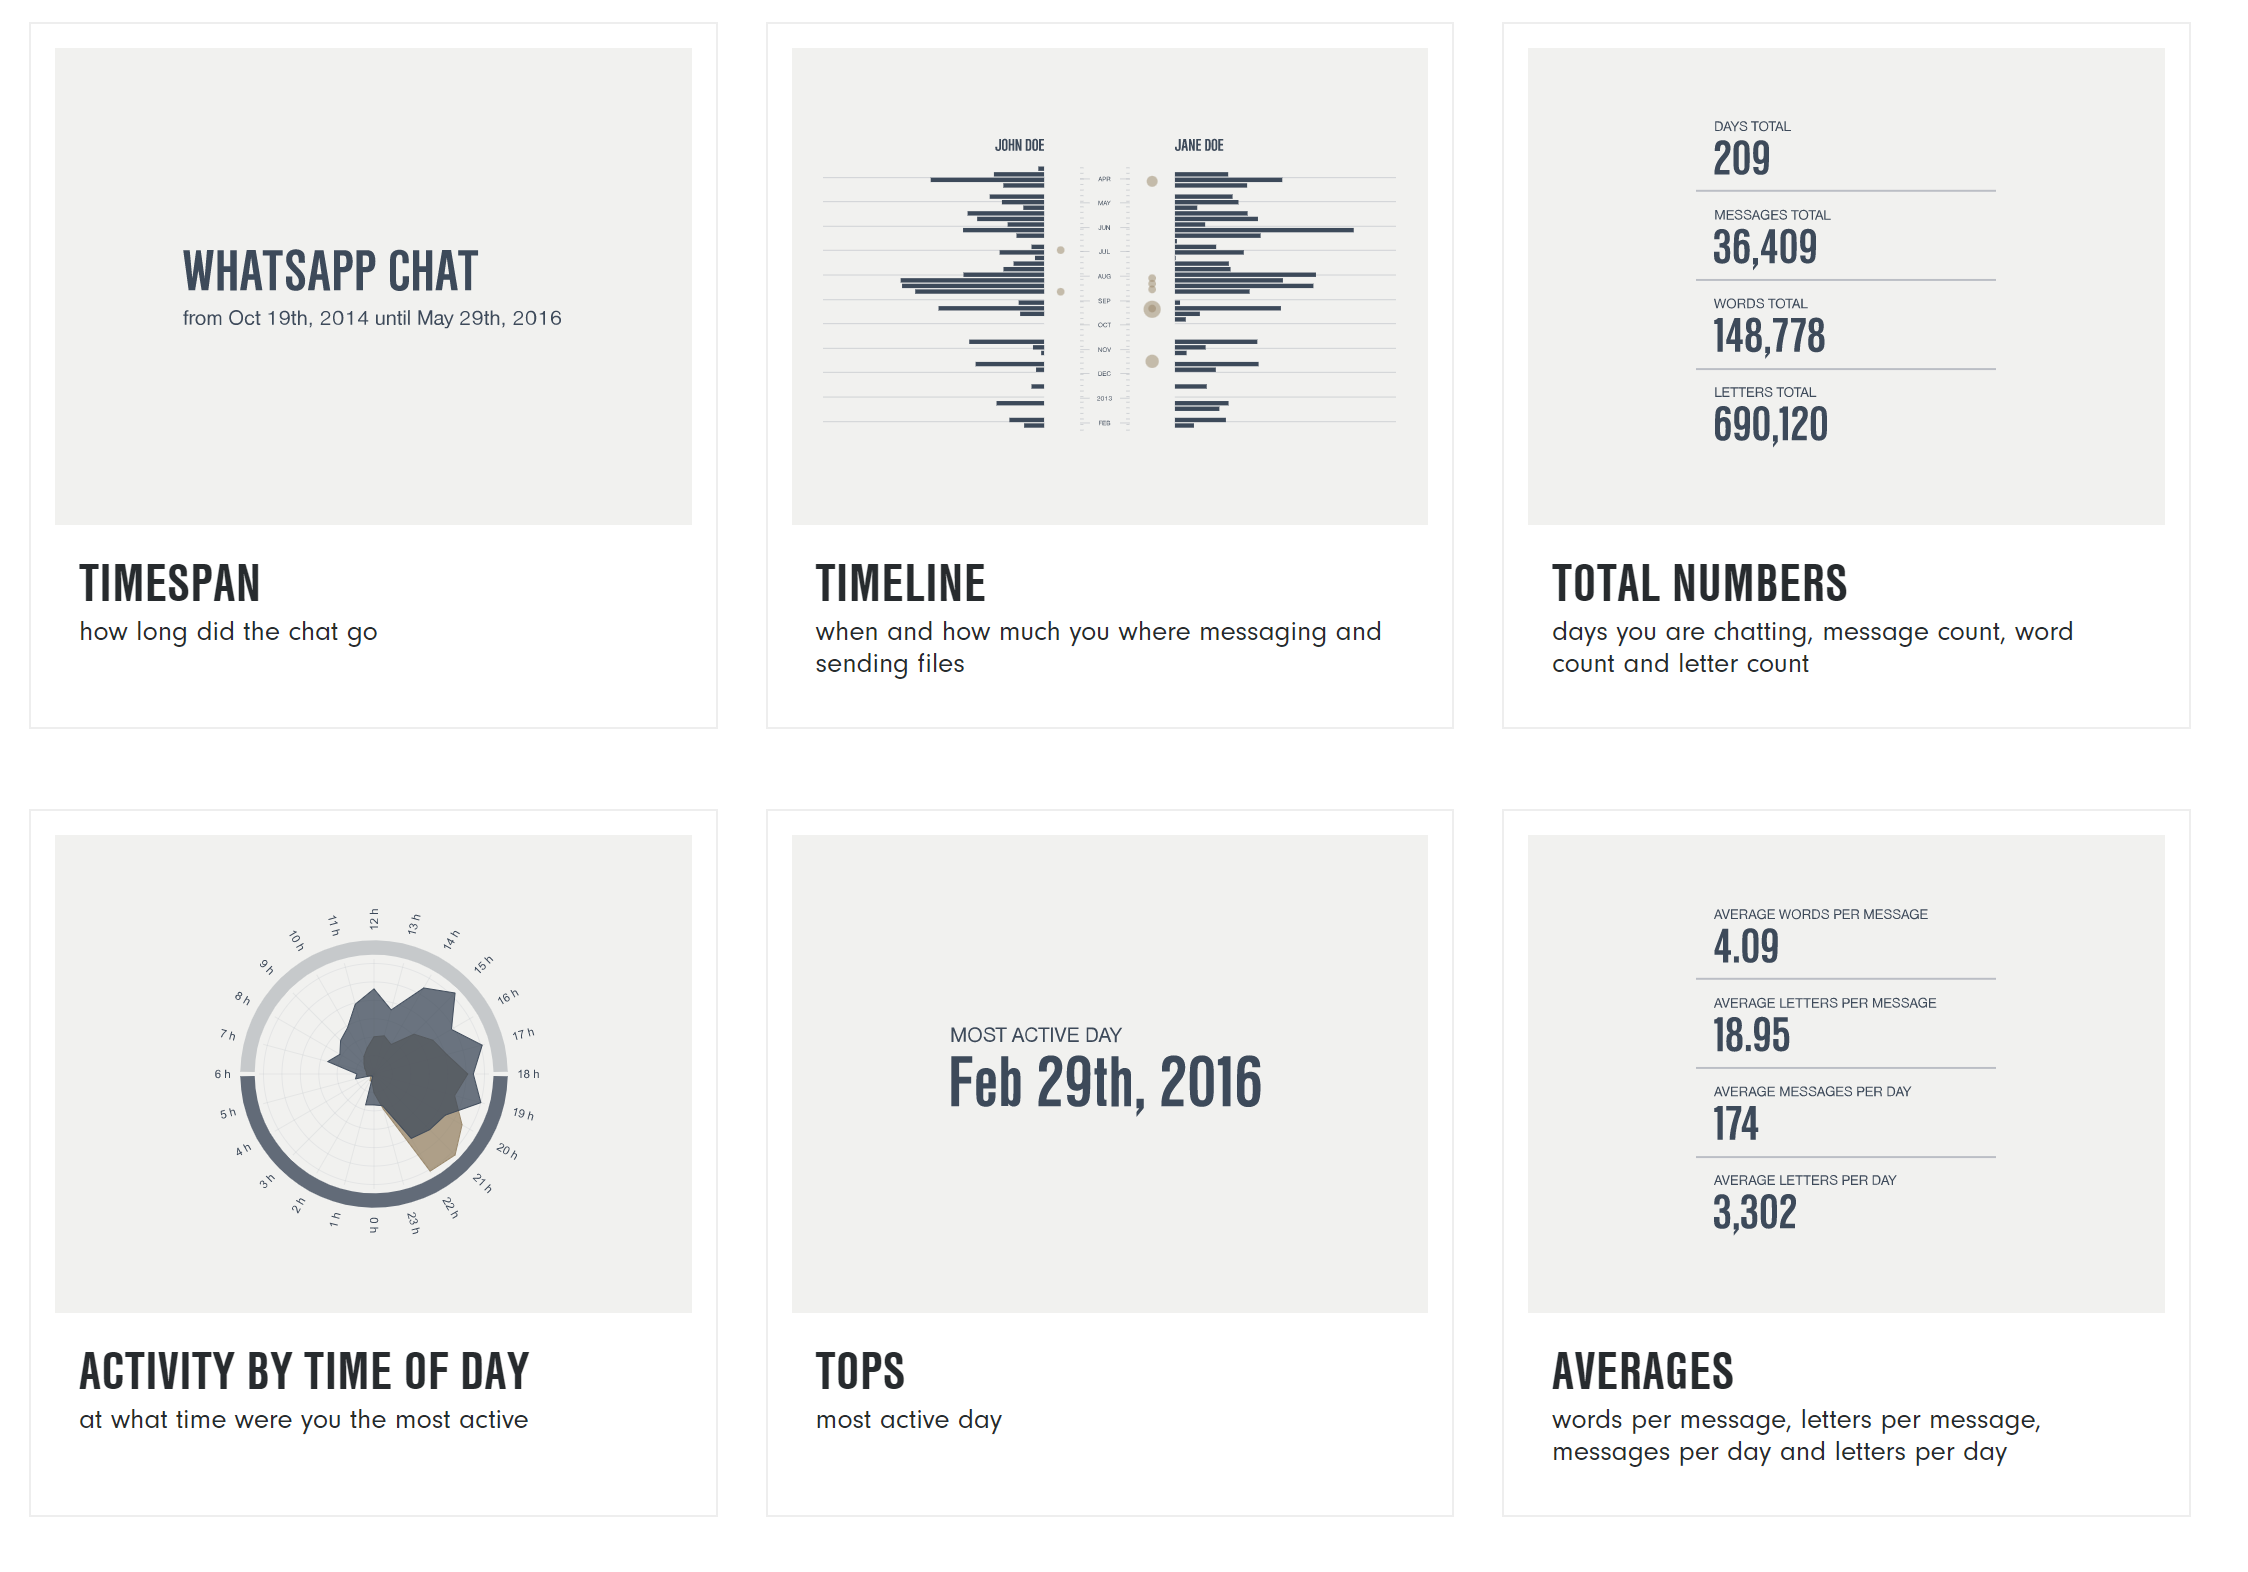 WHATSAPP CHAT
from Oct 19th, 2014 until May 29th, 2016
TIMESPAN
how long did the chat go
JOHN DOE
JANE DOE
APR
MAY
JUN
JUL
AUG
SEP
OCT
NOV
DEC
2013
FEB
TIMELINE
when and how much you where messaging and
sending files
DAYS TOTAL
209
MESSAGES TOTAL
36,409
WORDS TOTAL
148,778
LETTERS TOTAL
690,120
TOTAL NUMBERS
days you are chatting, message count, word
count and letter count
12 h
13 h
14 h
15 h
16 h
17 h
18 h
19 h
20 h
21 h
22 h
23 h
0 h
1 h
2 h
3 h
4 h
5 h
6 h
7 h
8 h
9 h
10 h
11 h
ACTIVITY BY TIME OF DAY
at what time were you the most active
MOST ACTIVE DAY
Feb 29th, 2016
TOPS
most active day
AVERAGE WORDS PER MESSAGE
4.09
AVERAGE LETTERS PER MESSAGE
18.95
AVERAGE MESSAGES PER DAY
174
AVERAGE LETTERS PER DAY
3,302
AVERAGES
words per message, letters per message,
messages per day and letters per day